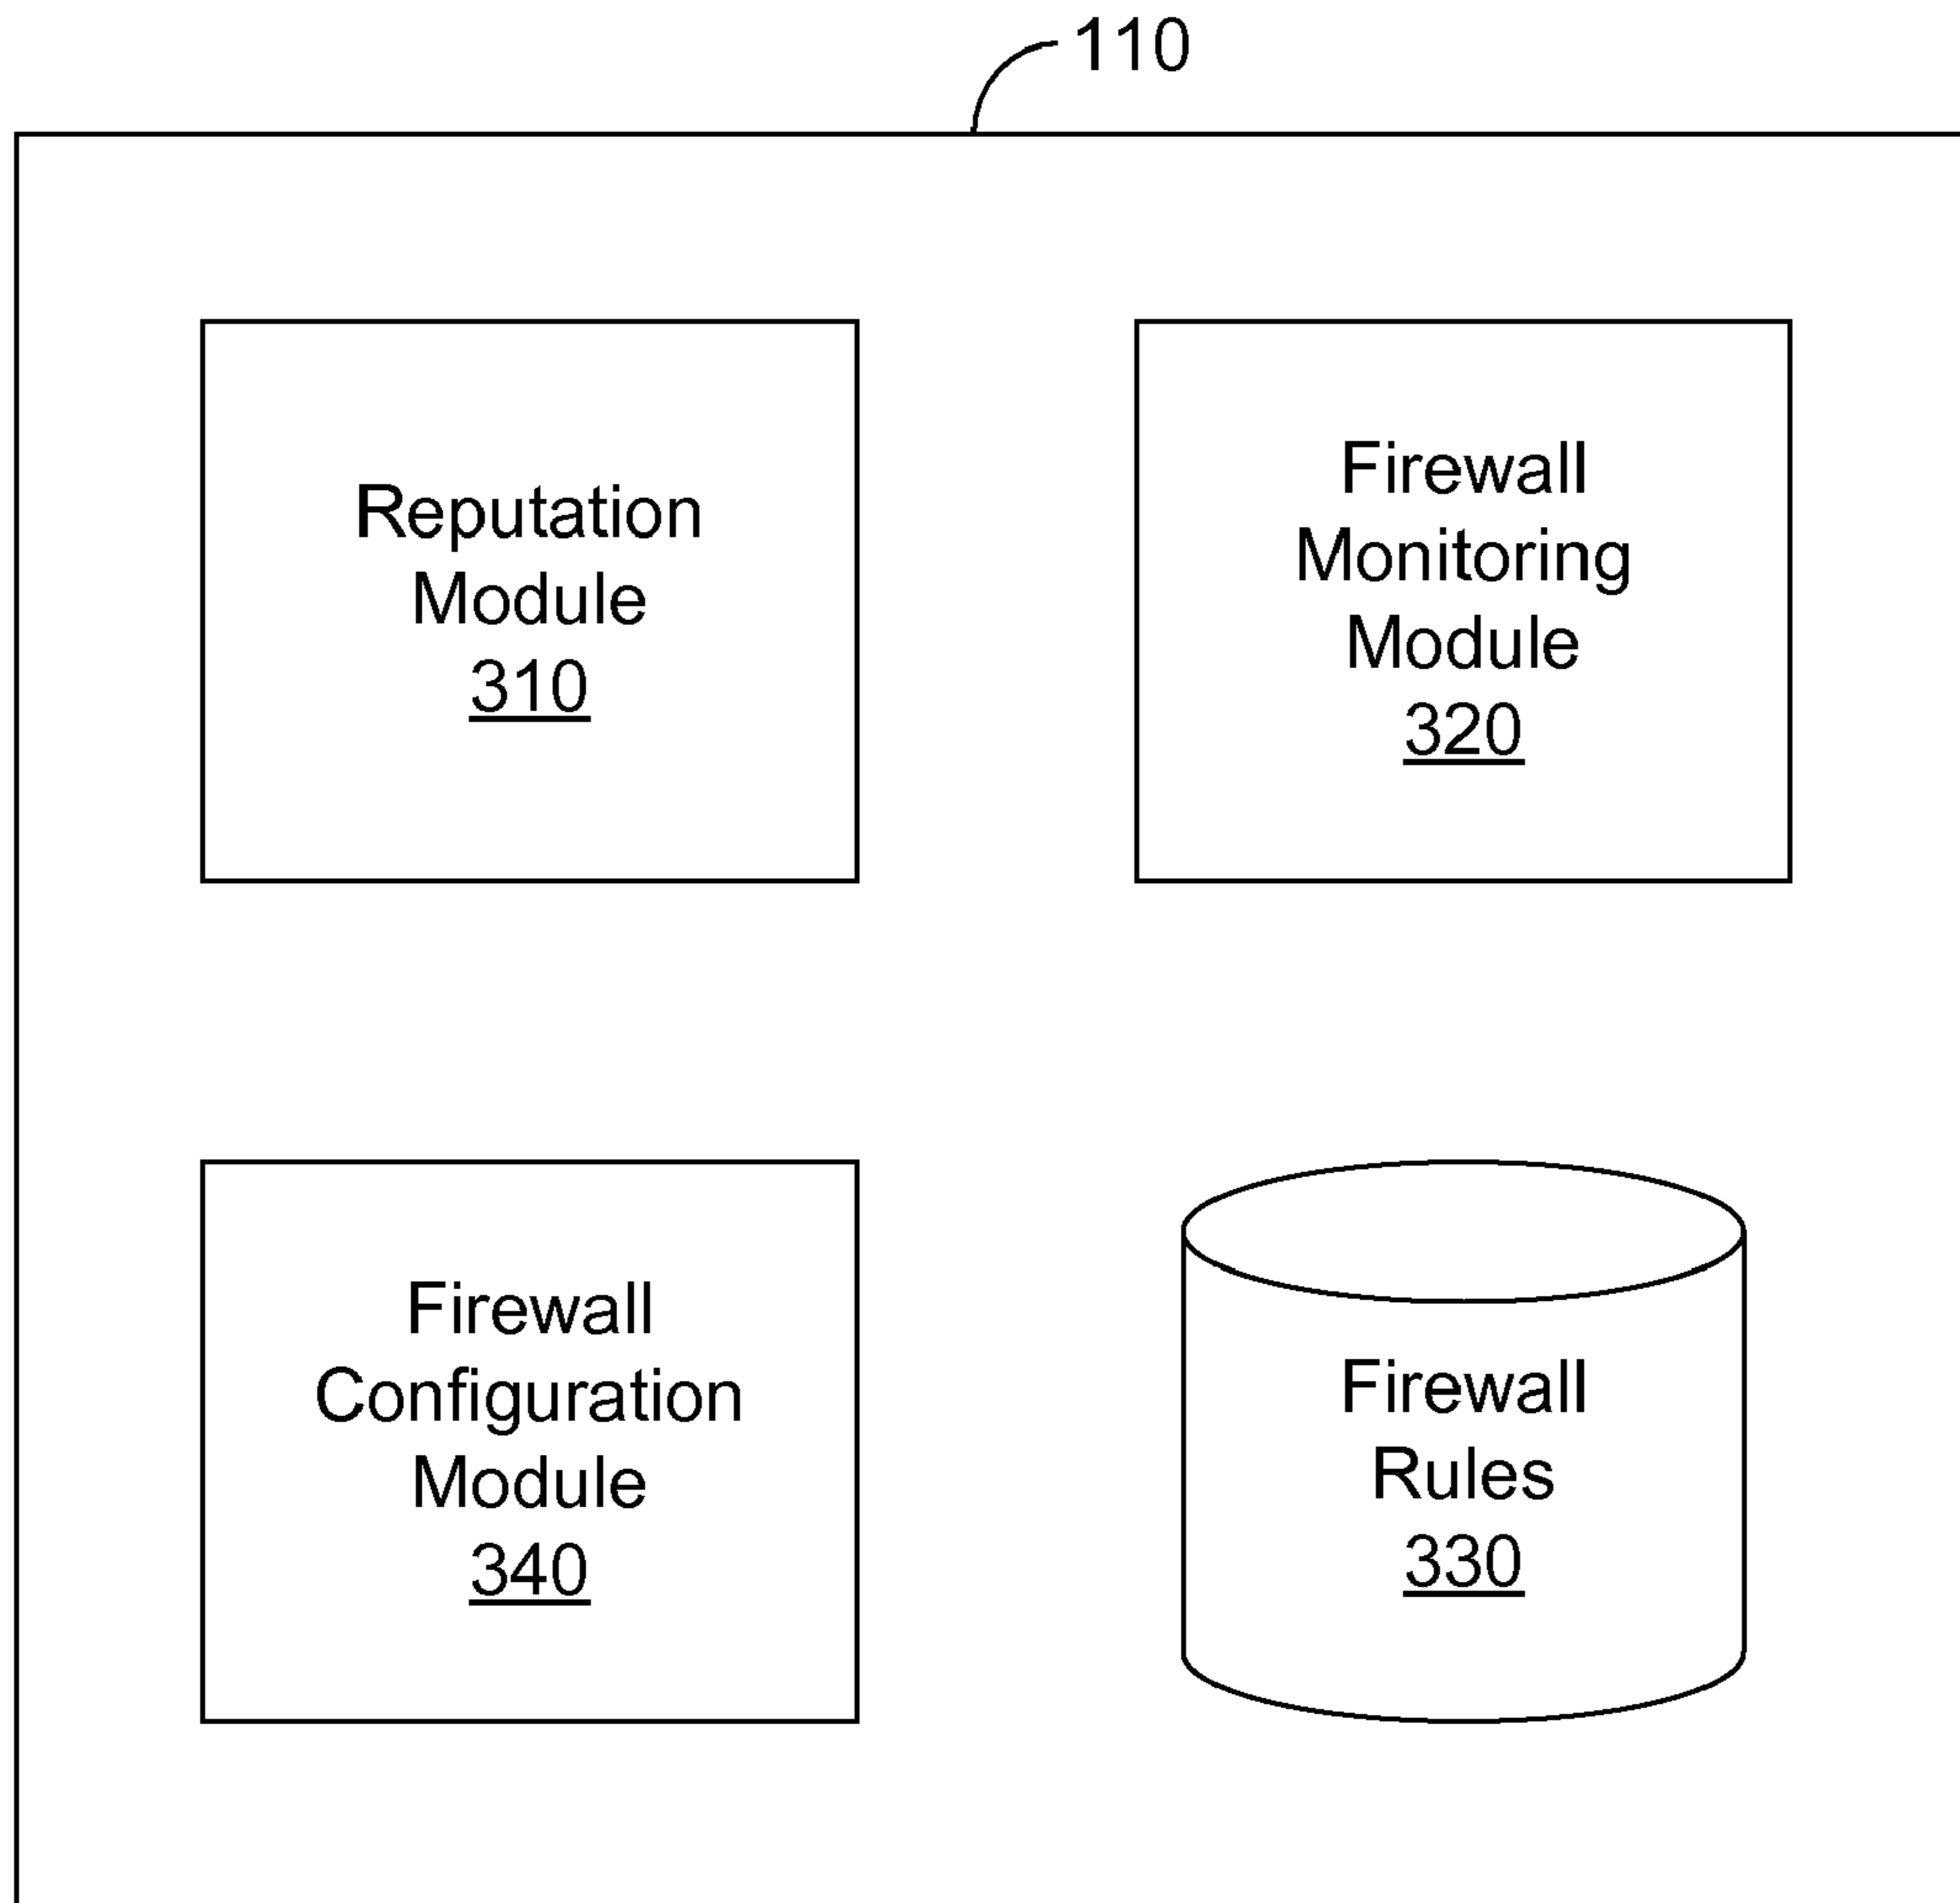 110
Reputation
Module
310
Firewall
Monitoring
Module
320
Firewall
Configuration
Module
340
Firewall
Rules
330